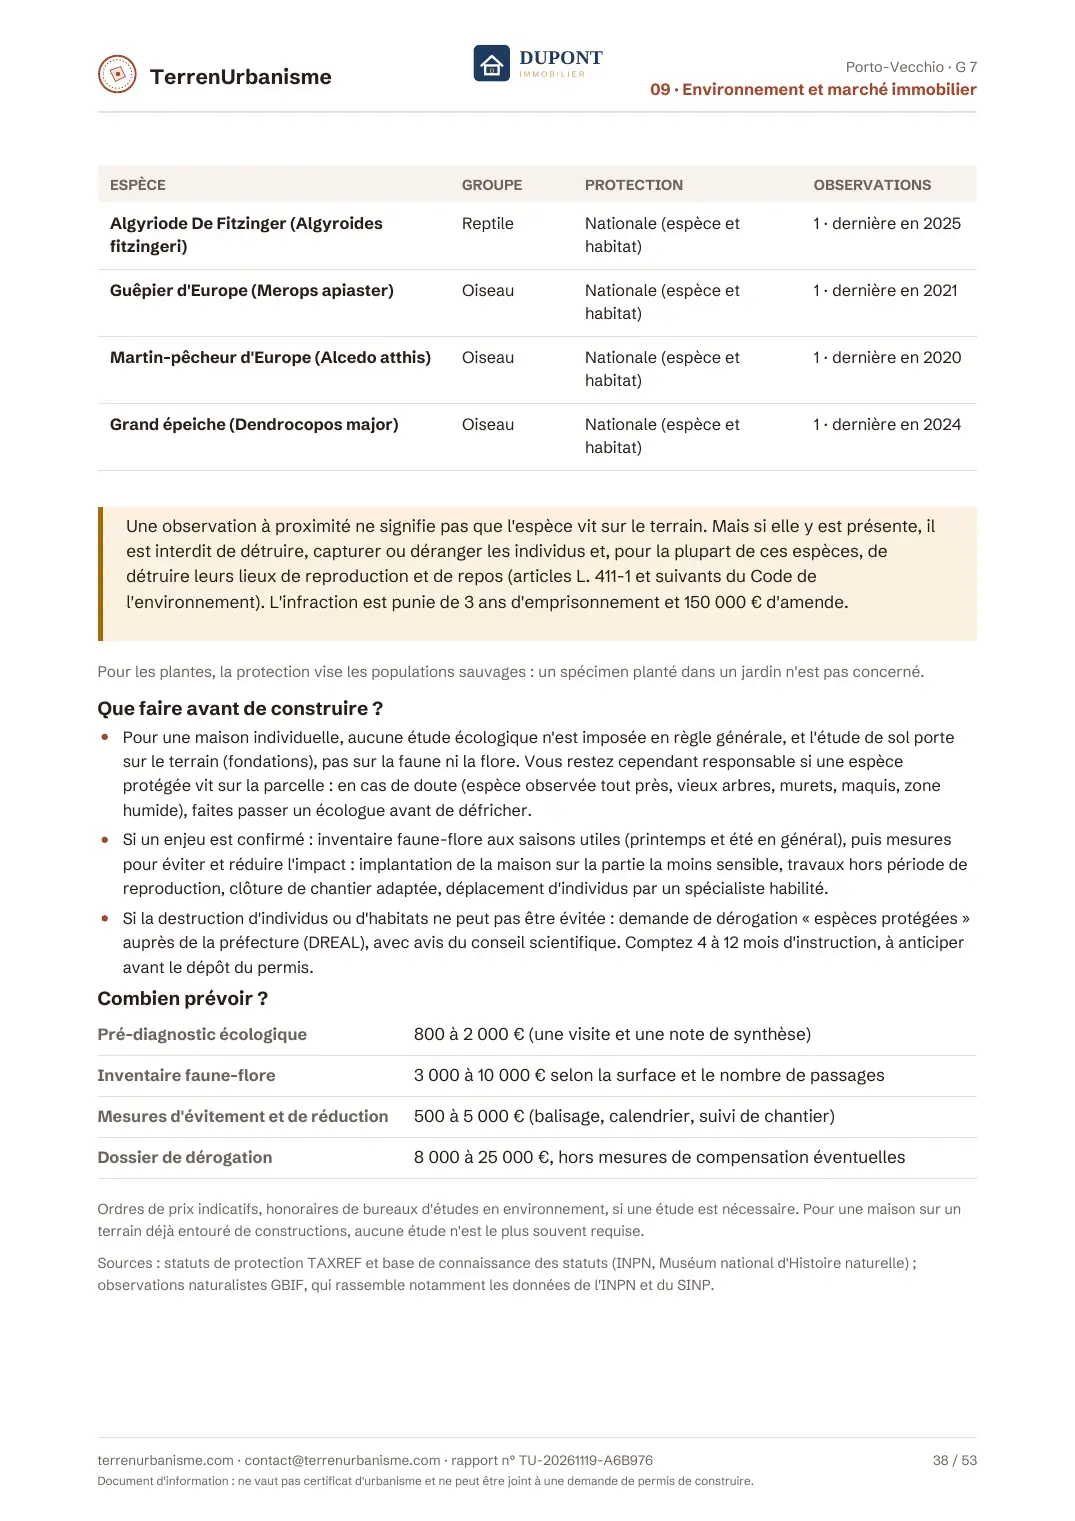 TerrenUrbanisme
DUPONT
IMMOBILIER
Porto-Vecchio · G 7
09 · Environnement et marché immobilier
ESPÈCE GROUPE PROTECTION OBSERVATIONS
Algyriode De Fitzinger (Algyroides fitzingeri) Reptile Nationale (espèce et habitat) 1 · dernière en 2025
Guêpier d'Europe (Merops apiaster) Oiseau Nationale (espèce et habitat) 1 · dernière en 2021
Martin-pêcheur d'Europe (Alcedo atthis) Oiseau Nationale (espèce et habitat) 1 · dernière en 2020
Grand épeiche (Dendrocopos major) Oiseau Nationale (espèce et habitat) 1 · dernière en 2024
Une observation à proximité ne signifie pas que l'espèce vit sur le terrain. Mais si elle y est présente, il
est interdit de détruire, capturer ou déranger les individus et, pour la plupart de ces espèces, de
détruire leurs lieux de reproduction et de repos (articles L. 411-1 et suivants du Code de
l'environnement). L'infraction est punie de 3 ans d'emprisonnement et 150 000 € d'amende.
Pour les plantes, la protection vise les populations sauvages : un spécimen planté dans un jardin n'est pas concerné.
Que faire avant de construire ?
• Pour une maison individuelle, aucune étude écologique n'est imposée en règle générale, et l'étude de sol porte
sur le terrain (fondations), pas sur la faune ni la flore. Vous restez cependant responsable si une espèce
protégée vit sur la parcelle : en cas de doute (espèce observée tout près, vieux arbres, murets, maquis, zone
humide), faites passer un écologue avant de défricher.
• Si un enjeu est confirmé : inventaire faune-flore aux saisons utiles (printemps et été en général), puis mesures
pour éviter et réduire l'impact : implantation de la maison sur la partie la moins sensible, travaux hors période de
reproduction, clôture de chantier adaptée, déplacement d'individus par un spécialiste habilité.
• Si la destruction d'individus ou d'habitats ne peut pas être évitée : demande de dérogation « espèces protégées »
auprès de la préfecture (DREAL), avec avis du conseil scientifique. Comptez 4 à 12 mois d'instruction, à anticiper
avant le dépôt du permis.
Combien prévoir ?
Pré-diagnostic écologique 800 à 2 000 € (une visite et une note de synthèse)
Inventaire faune-flore 3 000 à 10 000 € selon la surface et le nombre de passages
Mesures d'évitement et de réduction 500 à 5 000 € (balisage, calendrier, suivi de chantier)
Dossier de dérogation 8 000 à 25 000 €, hors mesures de compensation éventuelles
Ordres de prix indicatifs, honoraires de bureaux d'études en environnement, si une étude est nécessaire. Pour une maison sur un
terrain déjà entouré de constructions, aucune étude n'est le plus souvent requise.
Sources : statuts de protection TAXREF et base de connaissance des statuts (INPN, Muséum national d'Histoire naturelle) ;
observations naturalistes GBIF, qui rassemble notamment les données de l'INPN et du SINP.
terrenurbanisme.com · contact@terrenurbanisme.com · rapport n° TU-20261119-A6B976 38 / 53
Document d'information : ne vaut pas certificat d'urbanisme et ne peut être joint à une demande de permis de construire.